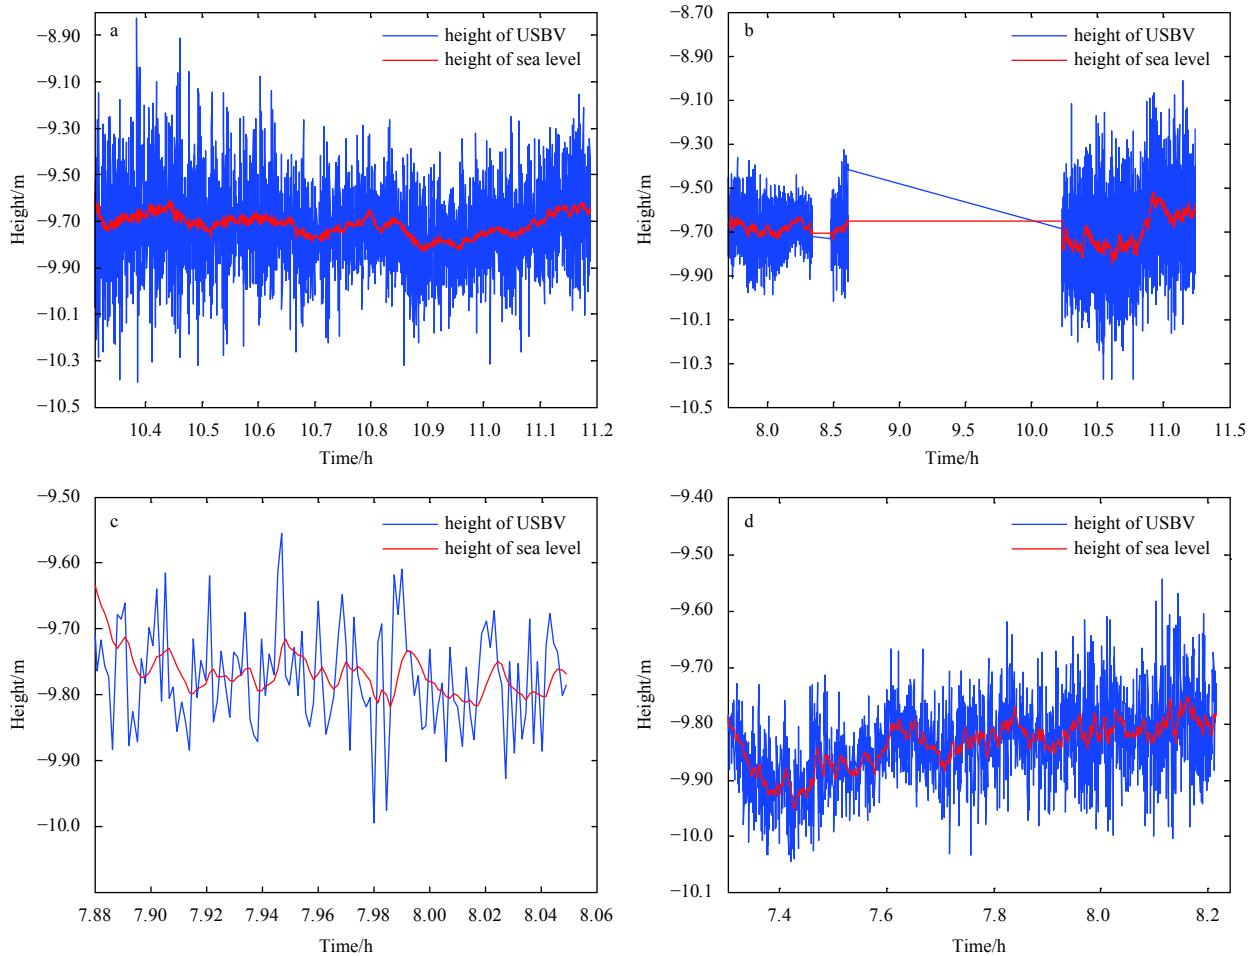 a
height of USBV
height of sea level
−8.90
−9.10
−9.30
−9.50
−9.70
−9.90
−10.1
−10.3
−10.5
Height/m
10.4 10.5 10.6 10.7 10.8 10.9 11.0 11.1 11.2
Time/h
b
height of USBV
height of sea level
−8.70
−8.90
−9.10
−9.30
−9.50
−9.70
−9.90
−10.1
−10.3
−10.5
Height/m
8.0 8.5 9.0 9.5 10.0 10.5 11.0 11.5
Time/h
c
height of USBV
height of sea level
−9.50
−9.60
−9.70
−9.80
−9.90
−10.0
Height/m
7.88 7.90 7.92 7.94 7.96 7.98 8.00 8.02 8.04 8.06
Time/h
d
height of USBV
height of sea level
−9.40
−9.50
−9.60
−9.70
−9.80
−9.90
−10.0
−10.1
Height/m
7.4 7.6 7.8 8.0 8.2
Time/h